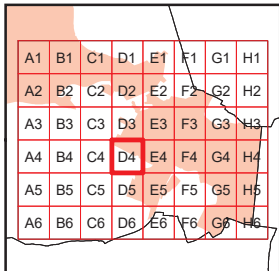 A1 B1 C1 D1 E1 F1 G1 H1
A2 B2 C2 D2 E2 F2 G2 H2
A3 B3 C3 D3 E3 F3 G3 H3
A4 B4 C4 D4 E4 F4 G4 H4
A5 B5 C5 D5 E5 F5 G5 H5
A6 B6 C6 D6 E6 F6 G6 H6